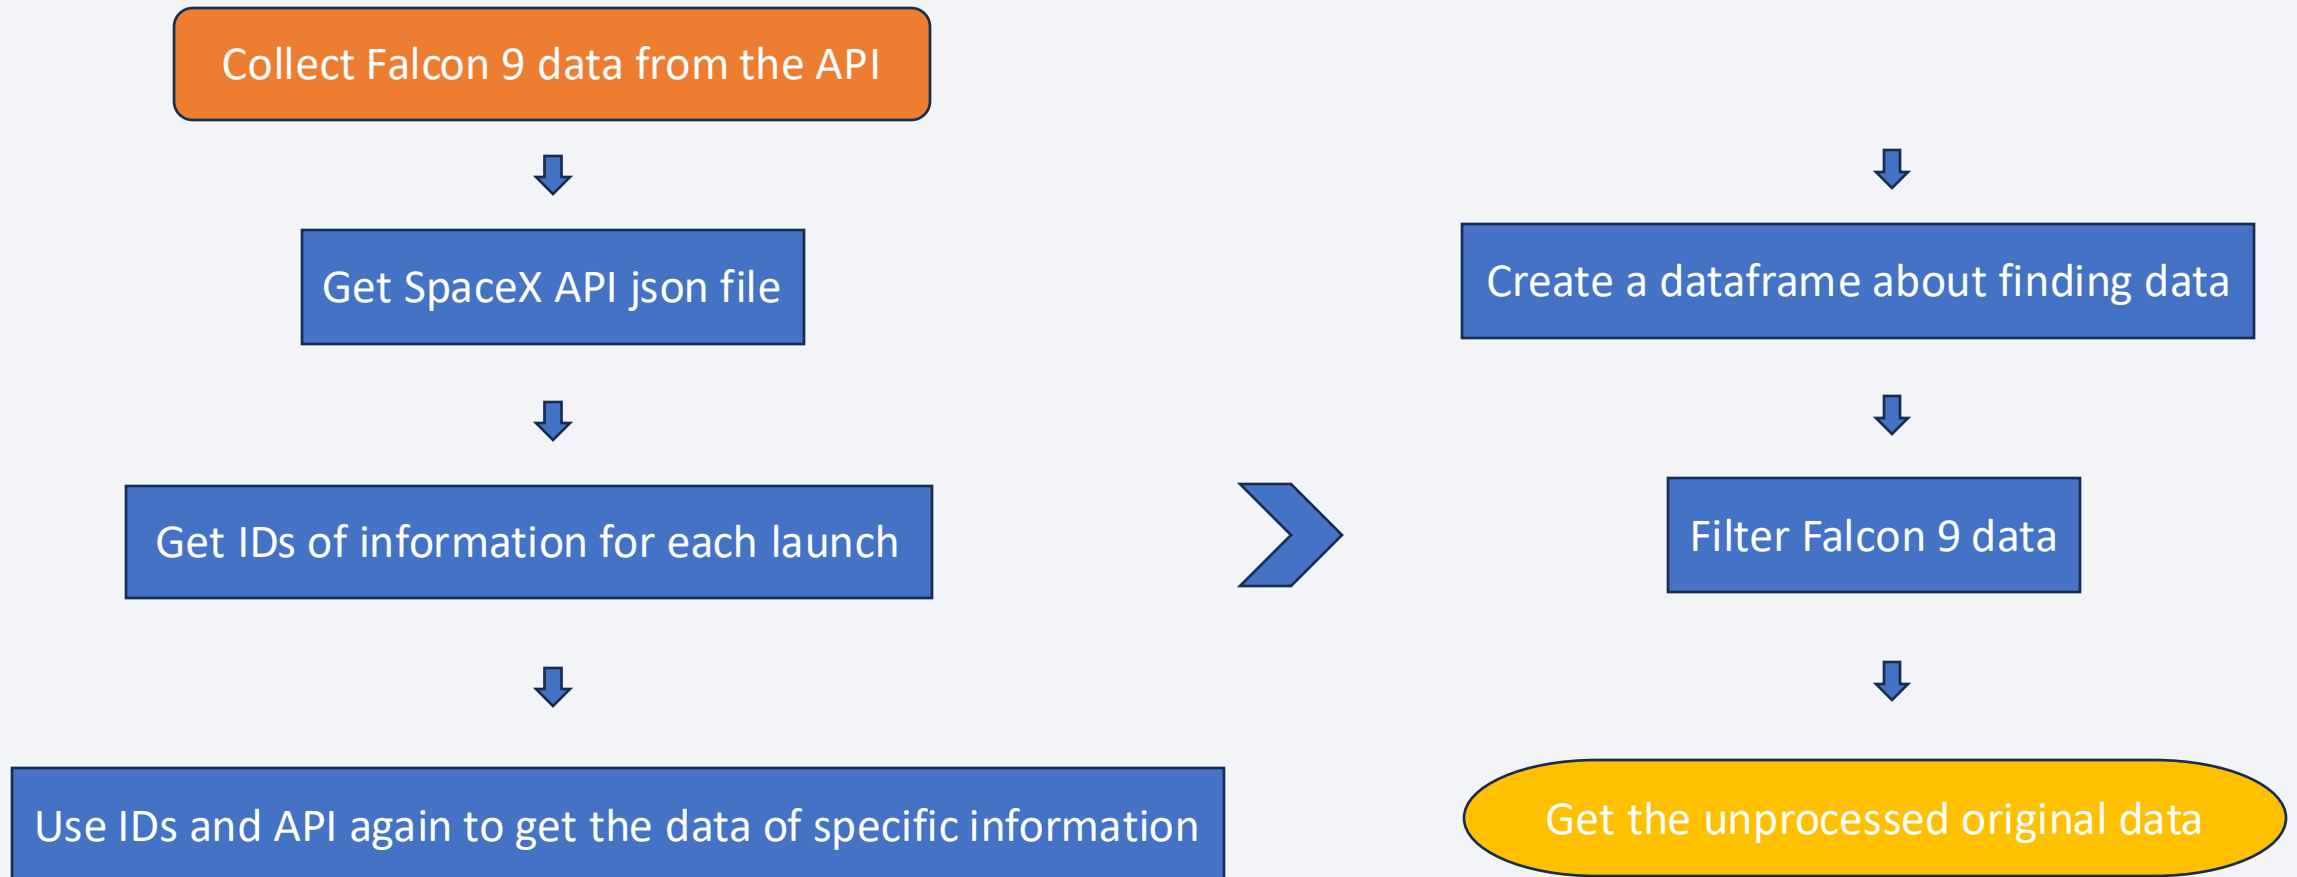 Collect Falcon 9 data from the API
Get SpaceX API json file
Get IDs of information for each launch
Use IDs and API again to get the data of specific information
Create a dataframe about finding data
Filter Falcon 9 data
Get the unprocessed original data